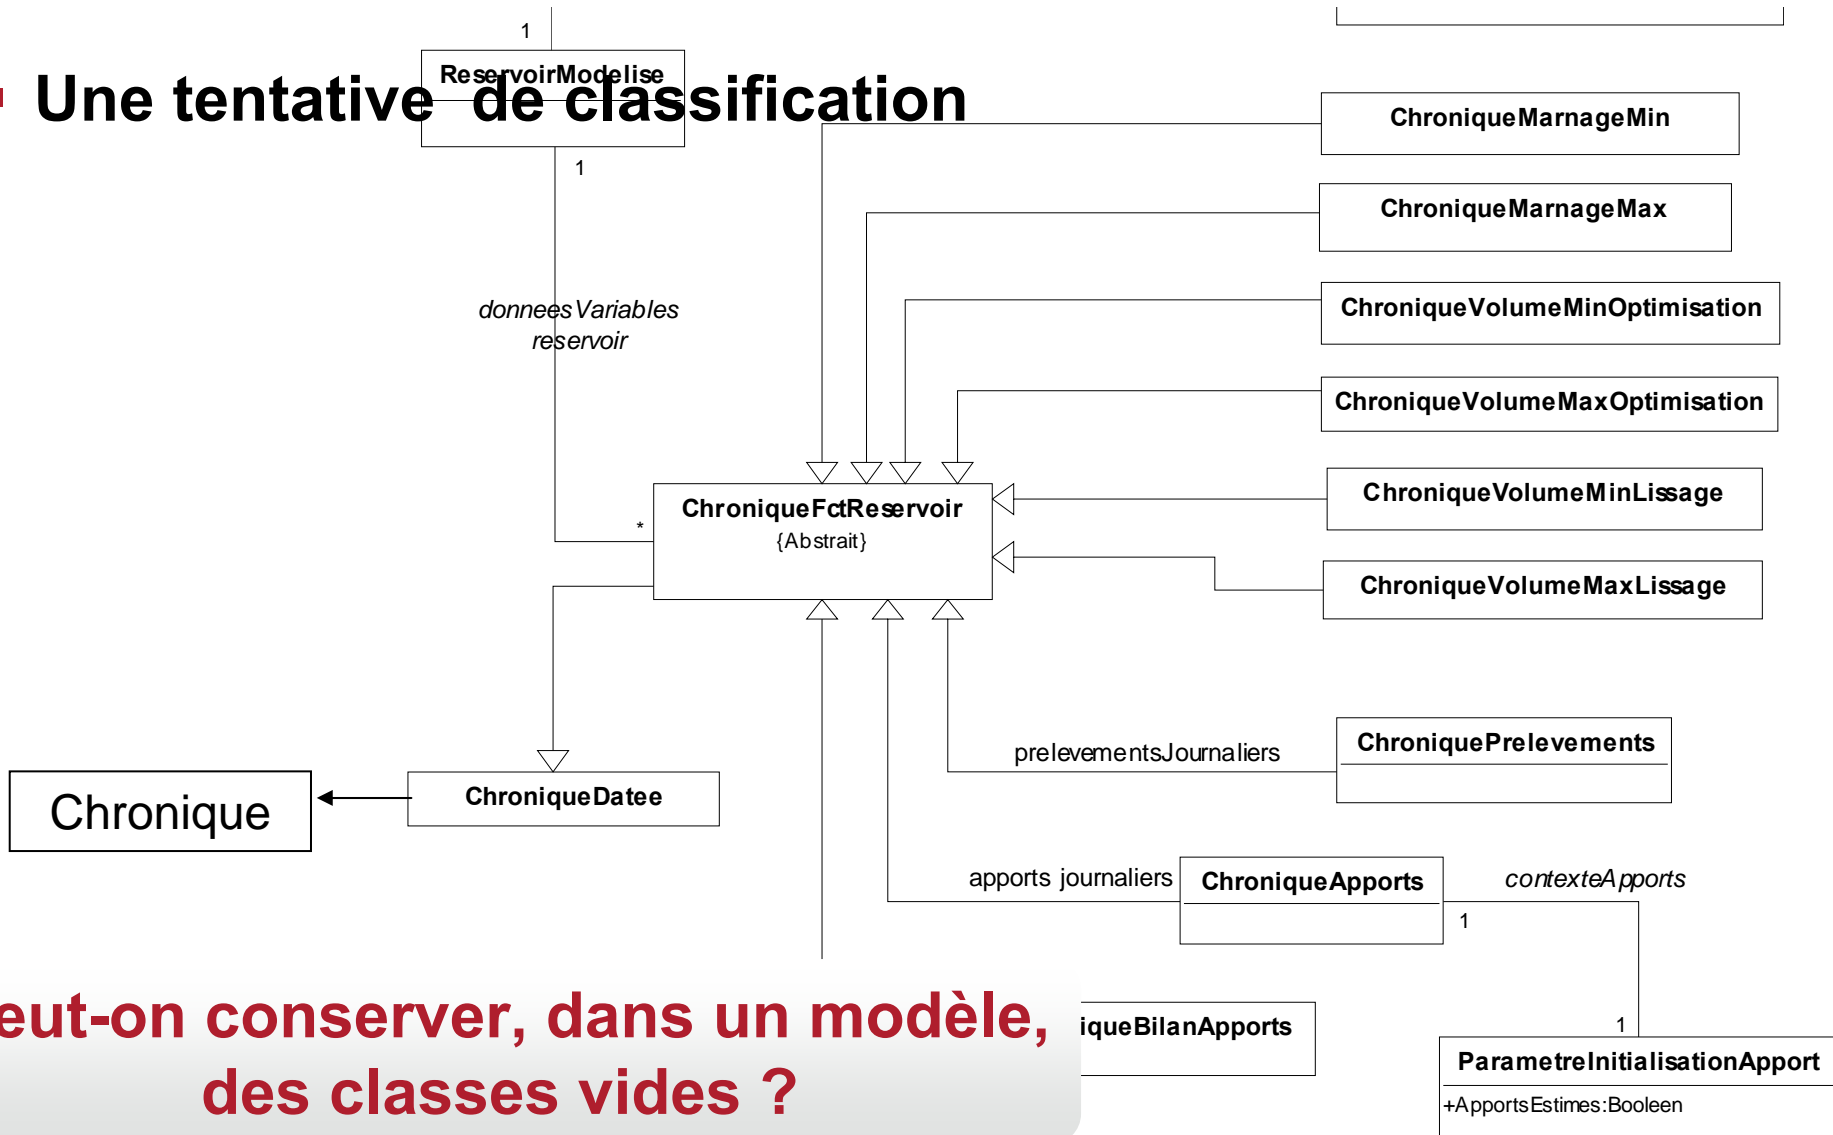 1
ReservoirModelise
Une tentative de classification
1
donneesVariables
reservoir
ChroniqueMarnageMin
ChroniqueMarnageMax
ChroniqueVolumeMinOptimisation
ChroniqueVolumeMaxOptimisation
ChroniqueVolumeMinLissage
ChroniqueVolumeMaxLissage
ChroniqueFctReservoir
{Abstrait}
*
prelevementsJournaliers
ChroniquePrelevements
Chronique
ChroniqueDatee
apports journaliers
ChroniqueApports
contexteApports
1
1
eut-on conserver, dans un modèle,
des classes vides ?
iqueBilanApports
ParametreInitialisationApport
+ApportsEstimes:Booleen